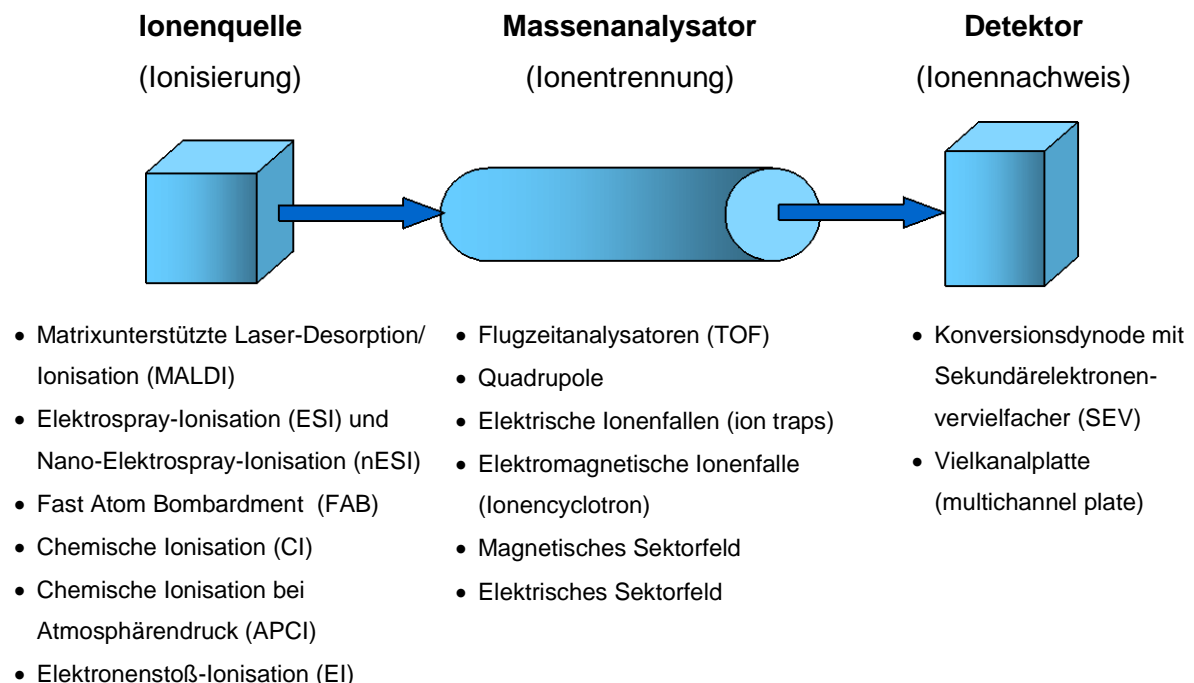 Ionenquelle
(Ionisierung)
Massenanalysator
(Ionentrennung)
Detektor
(Ionennachweis)
• Matrixunterstützte Laser-Desorption/
Ionisation (MALDI)
• Elektrospray-Ionisation (ESI) und
Nano-Elektrospray-Ionisation (nESI)
• Fast Atom Bombardment (FAB)
• Chemische Ionisation (CI)
• Chemische Ionisation bei
Atmosphärendruck (APCI)
• Elektronenstoß-Ionisation (EI)
• Flugzeitanalysatoren (TOF)
• Quadrupole
• Elektrische Ionenfallen (ion traps)
• Elektromagnetische Ionenfalle
(Ionencyclotron)
• Magnetisches Sektorfeld
• Elektrisches Sektorfeld
• Konversionsdynode mit
Sekundärelektronen-
vervielfacher (SEV)
• Vielkanalplatte
(multichannel plate)